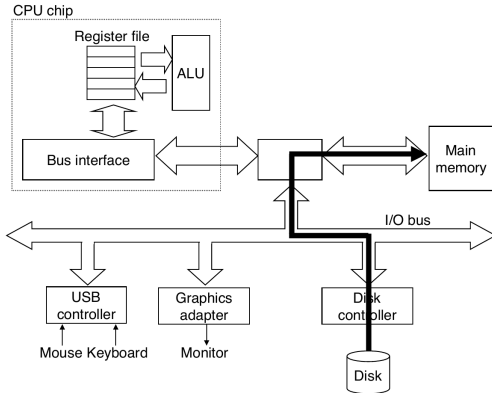 CPU chip
Register file
ALU
Bus interface
Main
memory
I/O bus
USB
controller
Graphics
adapter
Disk
controller
Mouse Keyboard
Monitor
Disk